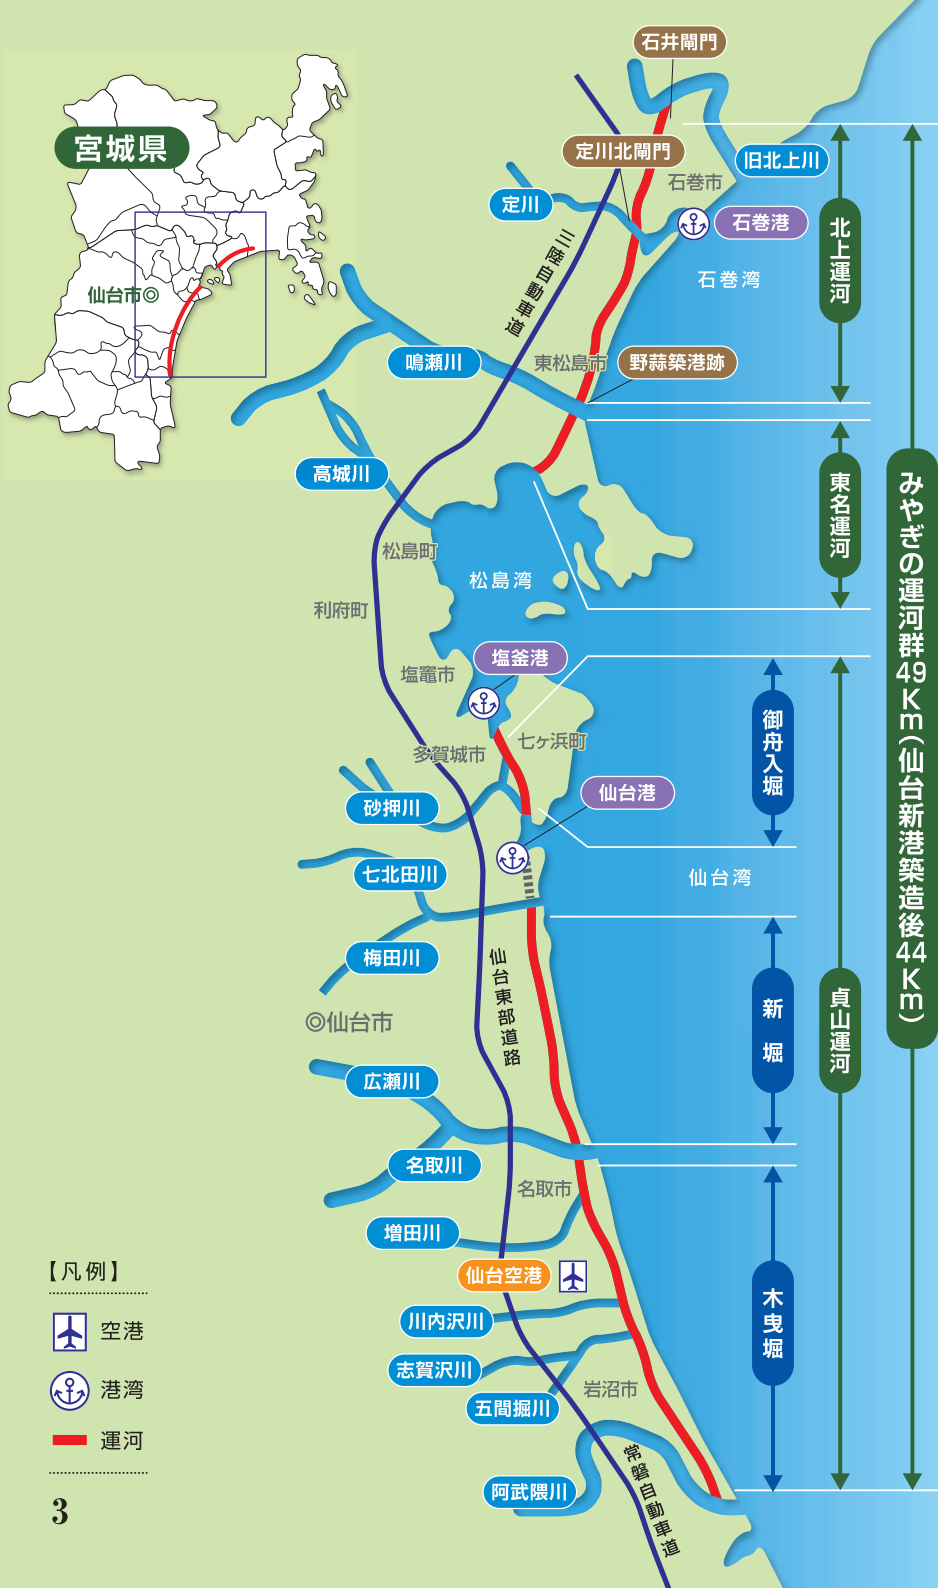 石井閘門
宮城県
定川北閘門
旧北上川
石巻市
定川
石巻港
北上運河
三陸自動車道
石巻湾
仙台市◎
鳴瀬川
東松島市
野蒜築港跡
高城川
東名運河
みやぎの運河群49Km(仙台新港築造後44Km)
松島町
松島湾
利府町
塩釜港
塩竈市
御舟入堀
七ヶ浜町
多賀城市
仙台港
砂押川
七北田川
仙台湾
梅田川
仙台東部道路
新堀
貞山運河
◎仙台市
広瀬川
名取川
名取市
増田川
仙台空港
【凡例】
空港
港湾
運河
川内沢川
木曳堀
志賀沢川
岩沼市
五間堀川
常磐自動車道
阿武隈川
3